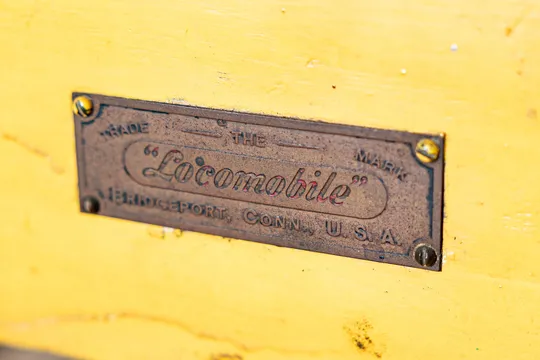 TRADE THE MARK
"Locomobile"
BRIDGEPORT, CONN., U.S.A.